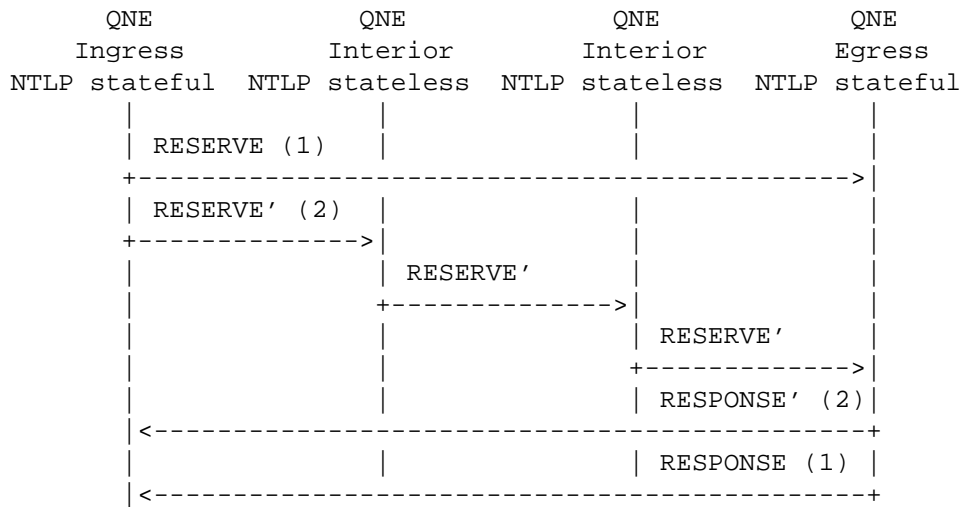 QNE QNE QNE QNE
Ingress Interior Interior Egress
NTLP stateful NTLP stateless NTLP stateless NTLP stateful
RESERVE (1)
RESERVE′ (2)
RESERVE′
RESERVE′
RESPONSE′ (2)
RESPONSE (1)